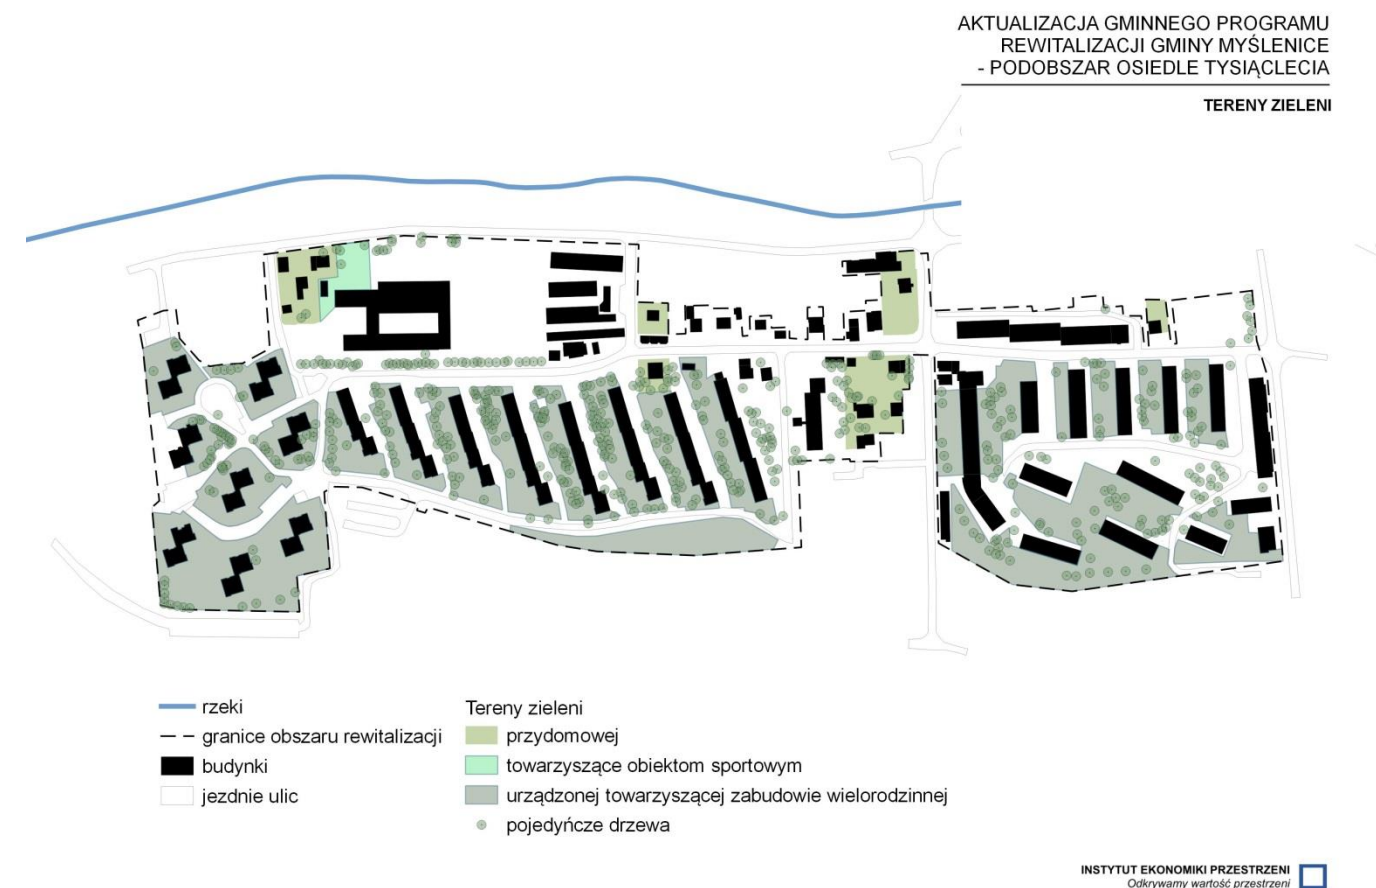 AKTUALIZACJA GMINNEGO PROGRAMU
REWITALIZACJI GMINY MYŚLENICE
- PODOBSZAR OSIEDLE TYSIĄCLECIA
TERENY ZIELENI
rzeki
granice obszaru rewitalizacji
budynki
jezdnie ulic
Tereny zieleni
przydomowej
towarzyszące obiektom sportowym
urządzonej towarzyszącej zabudowie wielorodzinnej
pojedyńcze drzewa
INSTYTUT EKONOMIKI PRZESTRZENI
Odkrywamy wartość przestrzeni